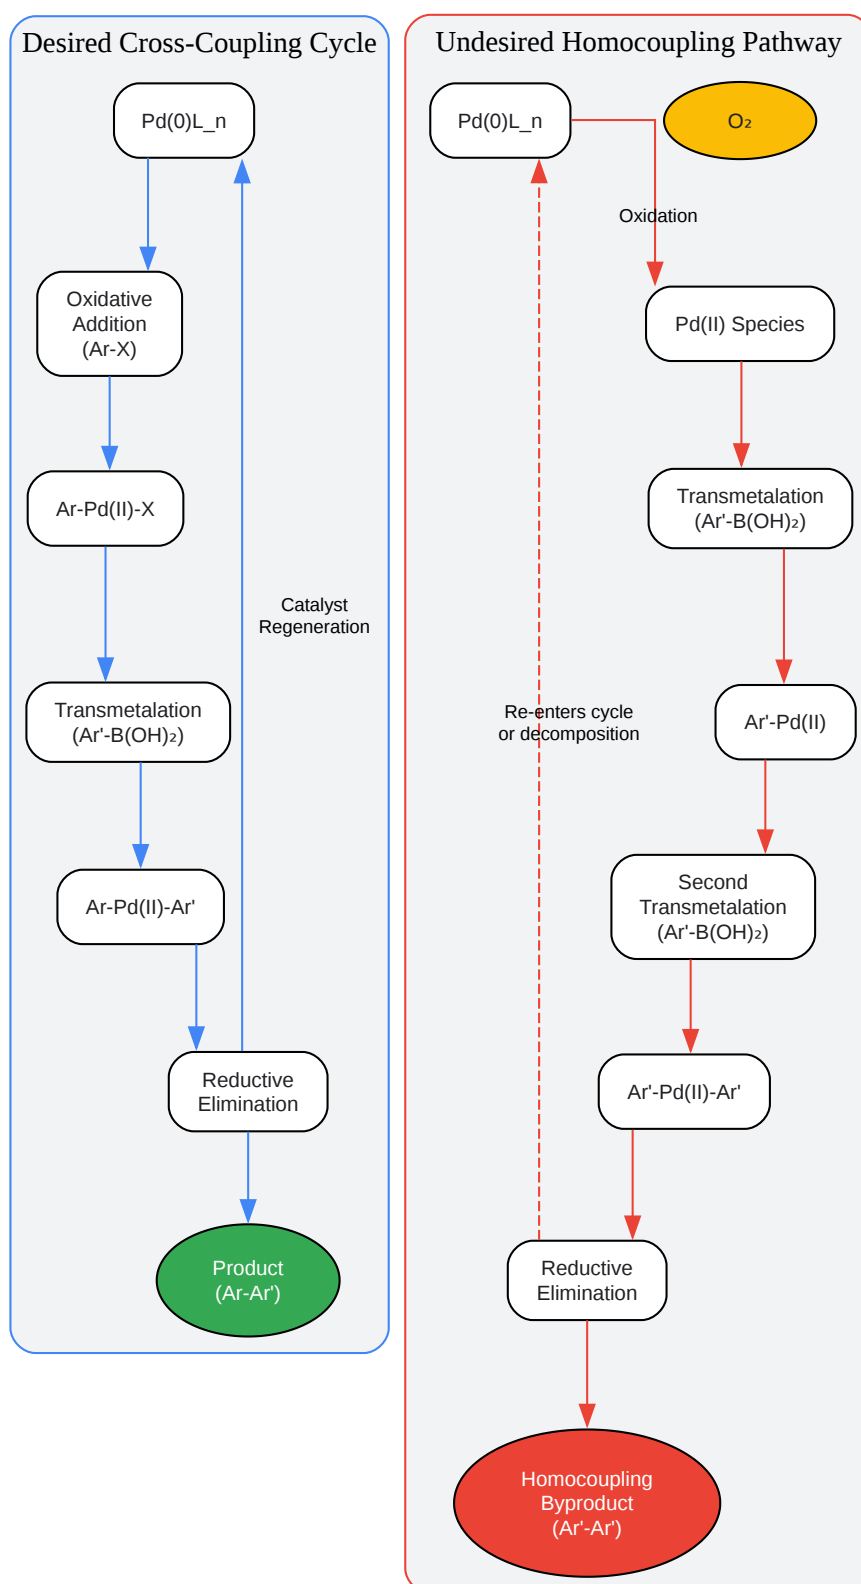 Desired Cross-Coupling Cycle
Pd(0)L_n
Oxidative
Addition
(Ar-X)
Ar-Pd(II)-X
Catalyst
Regeneration
Transmetalation
(Ar'-B(OH)₂)
Ar-Pd(II)-Ar'
Reductive
Elimination
Product
(Ar-Ar')
Undesired Homocoupling Pathway
Pd(0)L_n
O₂
Oxidation
Pd(II) Species
Transmetalation
(Ar'-B(OH)₂)
Re-enters cycle
or decomposition
Ar'-Pd(II)
Second
Transmetalation
(Ar'-B(OH)₂)
Ar'-Pd(II)-Ar'
Reductive
Elimination
Homocoupling
Byproduct
(Ar'-Ar')